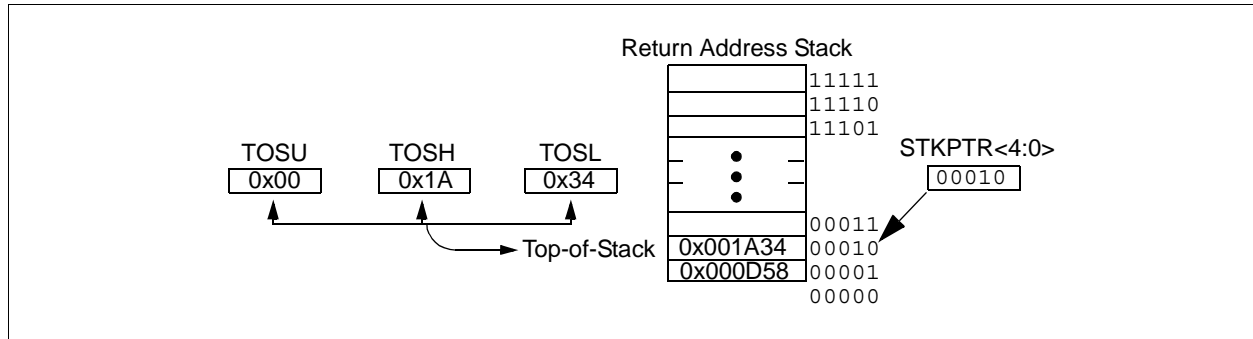 Return Address Stack
11111
11110
11101
TOSU TOSH TOSL STKPTR<4:0>
0x00 0x1A 0x34 00010
00011
Top-of-Stack 0x001A34 00010
0x000D58 00001
00000